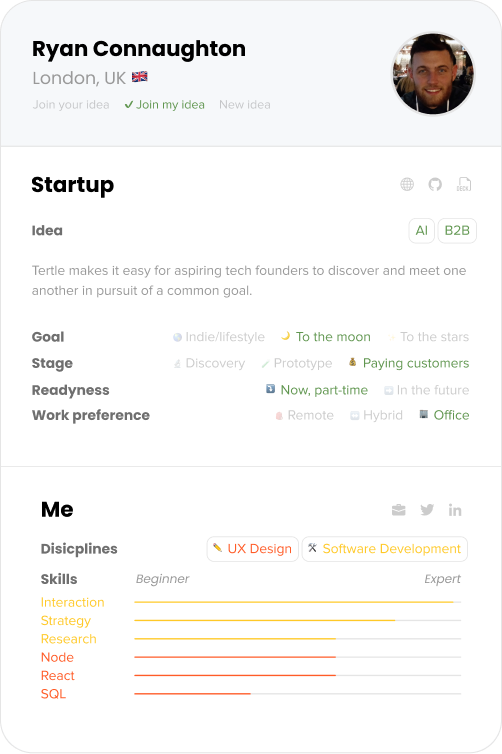 Ryan Connaughton
London, UK
Join your idea Join my idea New idea
Startup
Idea AI B2B
Tertle makes it easy for aspiring tech founders to discover and meet one
another in pursuit of a common goal.
Goal Indie/lifestyle To the moon To the stars
Stage Discovery Prototype Paying customers
Readyness Now, part-time In the future
Work preference Remote Hybrid Office
Me
Disicplines UX Design Software Development
Skills Beginner Expert
Interaction
Strategy
Research
Node
React
SQL